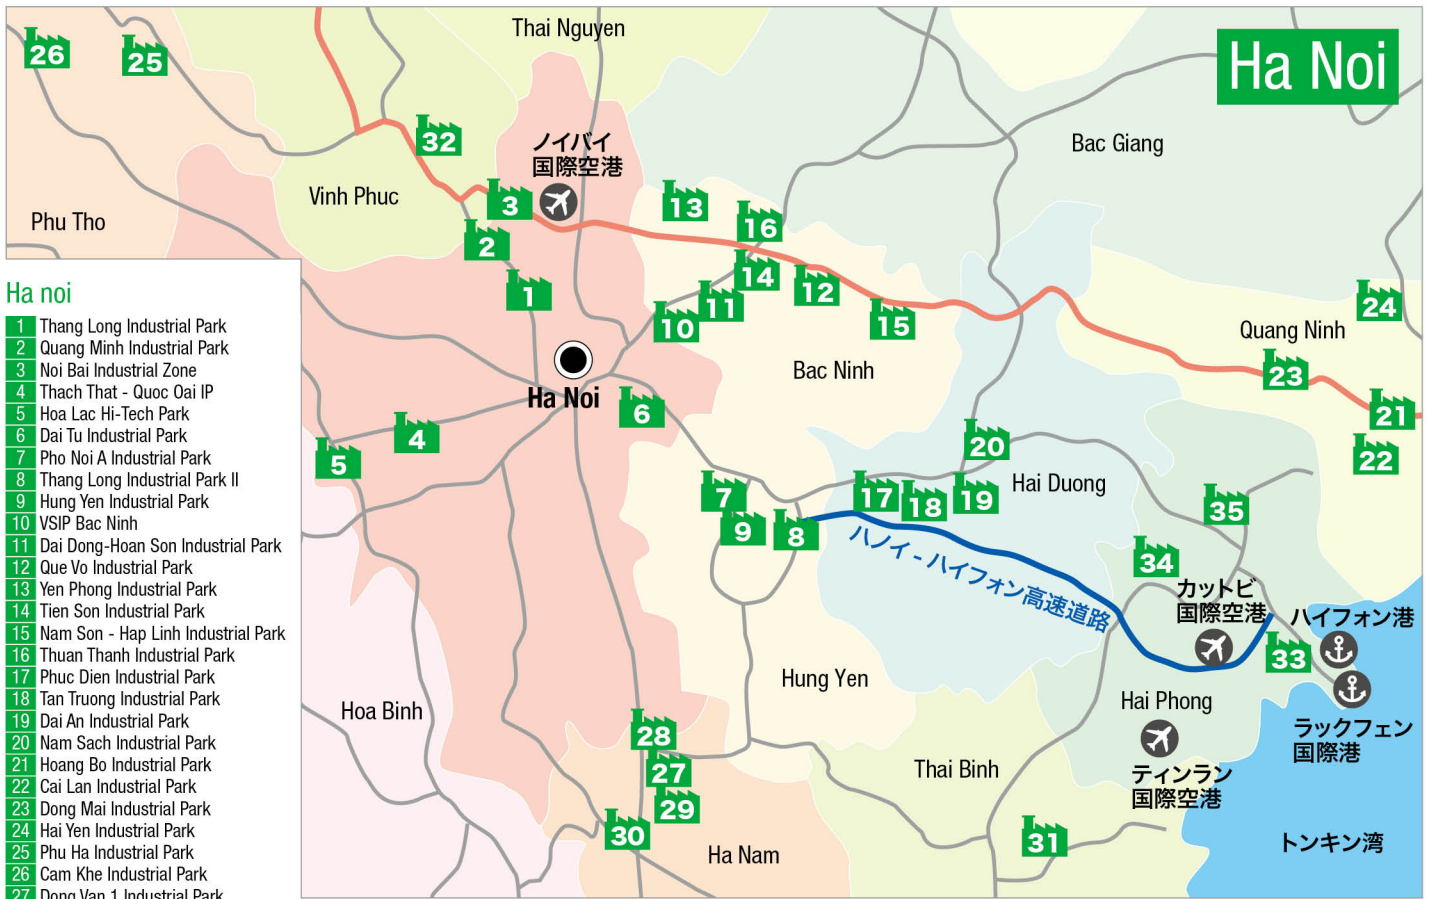 Thai Nguyen
Ha Noi
26
25
32
ノイバイ
国際空港
Bac Giang
Vinh Phuc
3
13
16
Phu Tho
2
14
12
1
11
10
15
24
Quang Ninh
23
Bac Ninh
21
Ha Noi
6
4
5
20
22
Hai Duong
7
17
18
19
35
9
8
ハノイ - ハイフォン高速道路
34
カットビ
国際空港
ハイフォン港
33
Hung Yen
Hoa Binh
Hai Phong
ラックフェン
国際港
28
27
29
30
Thai Binh
ティンラン
国際空港
31
Ha Nam
トンキン湾
Ha noi
1 Thang Long Industrial Park
2 Quang Minh Industrial Park
3 Noi Bai Industrial Zone
4 Thach That - Quoc Oai IP
5 Hoa Lac Hi-Tech Park
6 Dai Tu Industrial Park
7 Pho Noi A Industrial Park
8 Thang Long Industrial Park II
9 Hung Yen Industrial Park
10 VSIP Bac Ninh
11 Dai Dong-Hoan Son Industrial Park
12 Que Vo Industrial Park
13 Yen Phong Industrial Park
14 Tien Son Industrial Park
15 Nam Son - Hap Linh Industrial Park
16 Thuan Thanh Industrial Park
17 Phuc Dien Industrial Park
18 Tan Truong Industrial Park
19 Dai An Industrial Park
20 Nam Sach Industrial Park
21 Hoang Bo Industrial Park
22 Cai Lan Industrial Park
23 Dong Mai Industrial Park
24 Hai Yen Industrial Park
25 Phu Ha Industrial Park
26 Cam Khe Industrial Park
27 Dong Van 1 Industrial Park